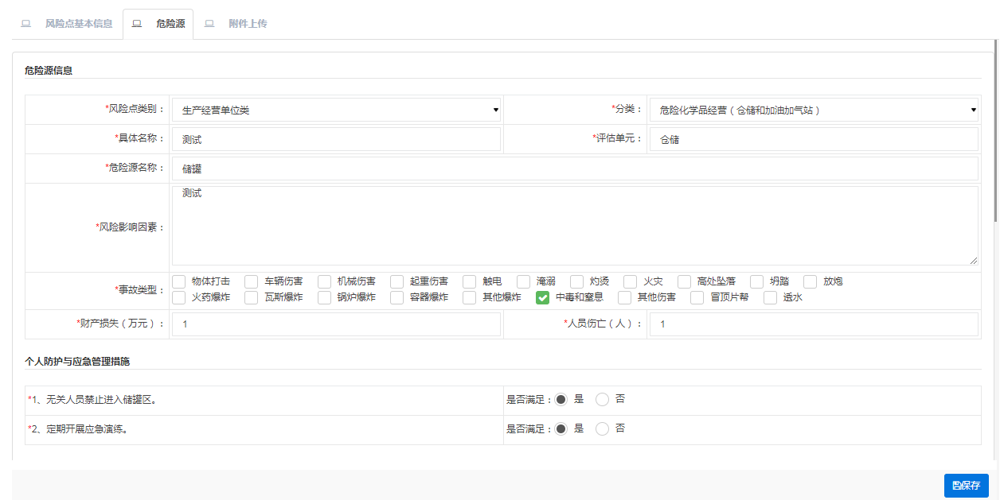 风险点基本信息 危险源 附件上传
危险源信息
*风险点类别： 生产经营单位类 *分类： 危险化学品经营（仓储和加油加气站）
*具体名称： 测试 *评估单元： 仓储
*危险源名称： 储罐
*风险影响因素： 测试
*事故类型： 物体打击 车辆伤害 机械伤害 起重伤害 触电 淹溺 灼烫 火灾 高处坠落 坍踏 放炮
火药爆炸 瓦斯爆炸 锅炉爆炸 容器爆炸 其他爆炸 中毒和窒息 其他伤害 冒顶片帮 透水
*财产损失（万元）： 1 *人员伤亡（人）： 1
个人防护与应急管理措施
*1、无关人员禁止进入储罐区。 是否满足： 是 否
*2、定期开展应急演练。 是否满足： 是 否
保存